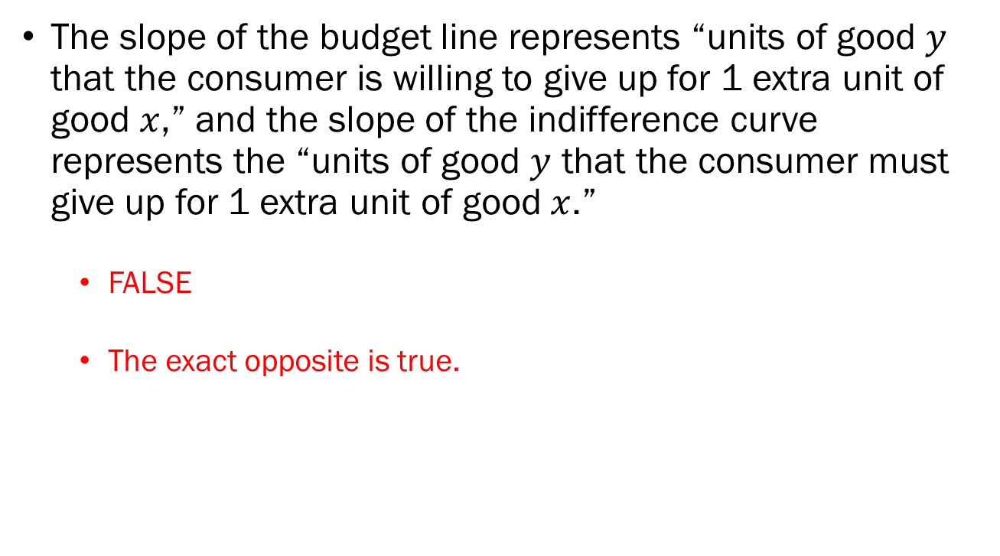 • The slope of the budget line represents “units of good 𝑦
that the consumer is willing to give up for 1 extra unit of
good 𝑥,” and the slope of the indifference curve
represents the “units of good 𝑦 that the consumer must
give up for 1 extra unit of good 𝑥.”
• FALSE
• The exact opposite is true.